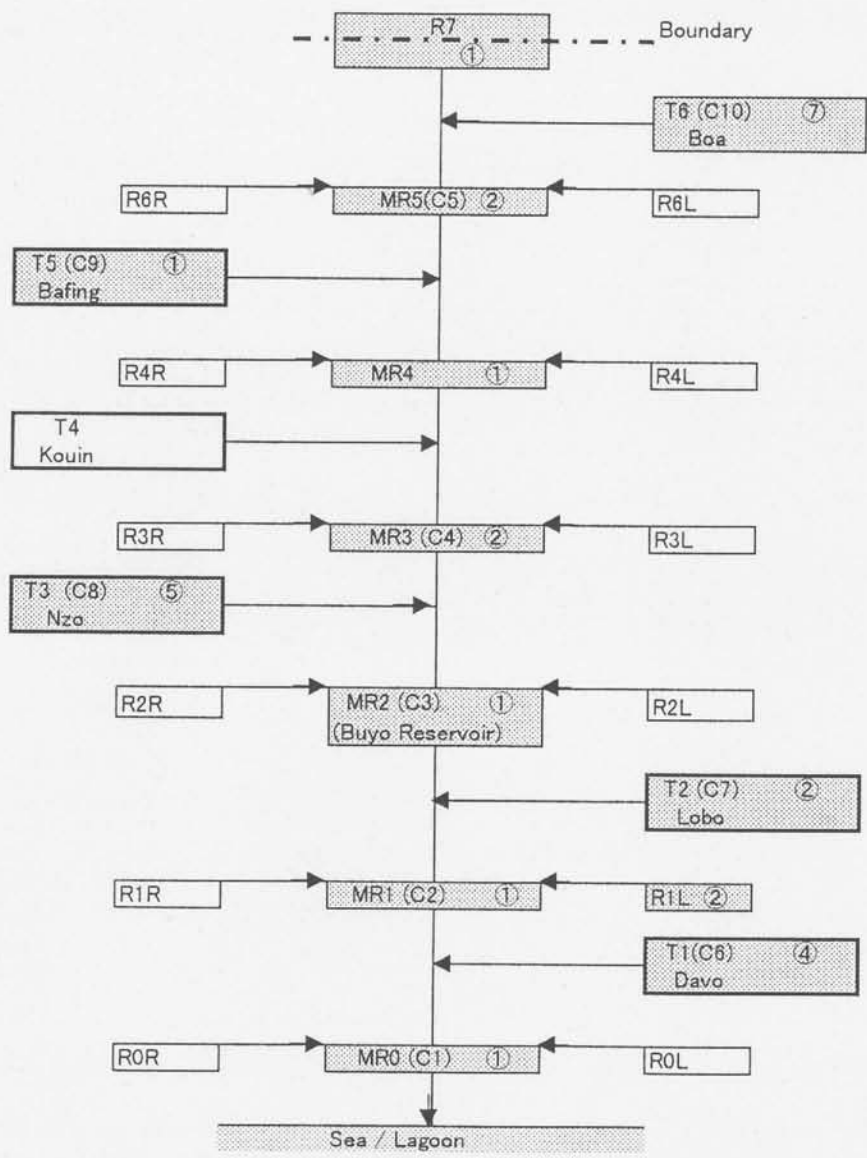 R7
①
Boundary
T6 (C10) ⑦
Boa
R6R
MR5(C5) ②
R6L
T5 (C9) ①
Bafing
R4R
MR4 ①
R4L
T4
Kouin
R3R
MR3 (C4) ②
R3L
T3 (C8) ⑤
Nzo
R2R
MR2 (C3) ①
(Buyo Reservoir)
R2L
T2 (C7) ②
Lobo
R1R
MR1 (C2) ①
R1L ②
T1(C6) ④
Davo
R0R
MR0 (C1) ①
R0L
Sea / Lagoon